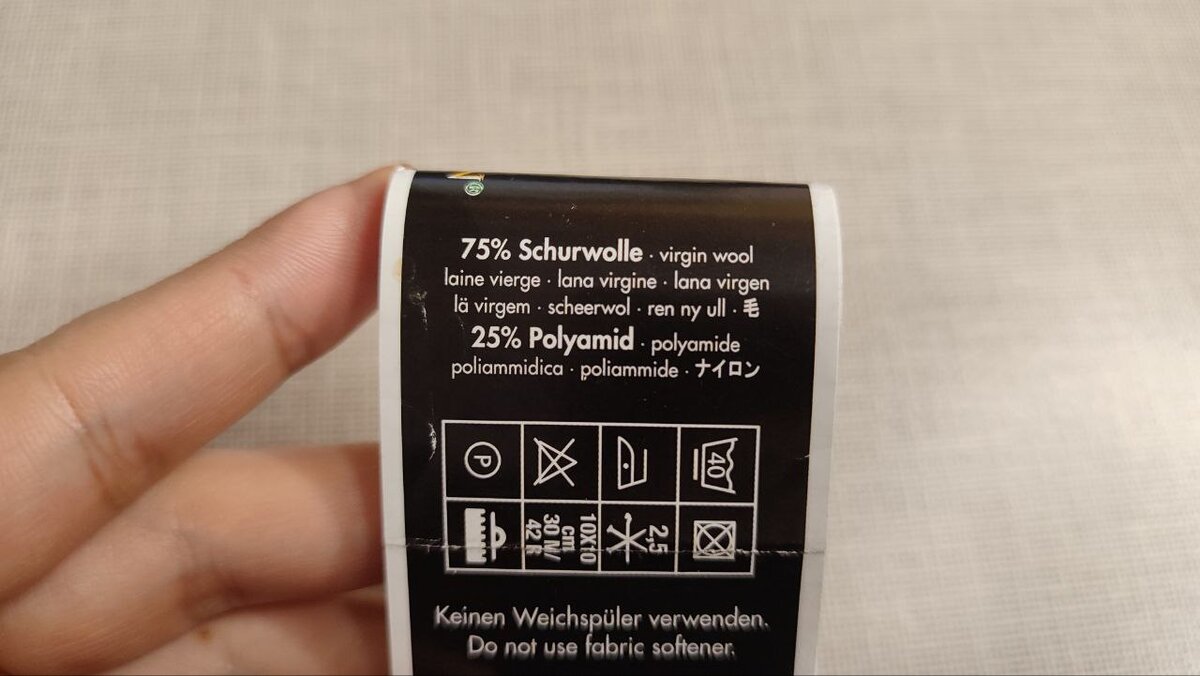 N®
75% Schurwolle · virgin wool
laine vierge · lana virgine · lana virgen
lä virgem · scheerwol · ren ny ull · 毛
25% Polyamid · polyamide
poliammidica · poliammide · ナイロン
P
40
10X10
cm
30 N/
42 R
2,5
Keinen Weichspüler verwenden.
Do not use fabric softener.